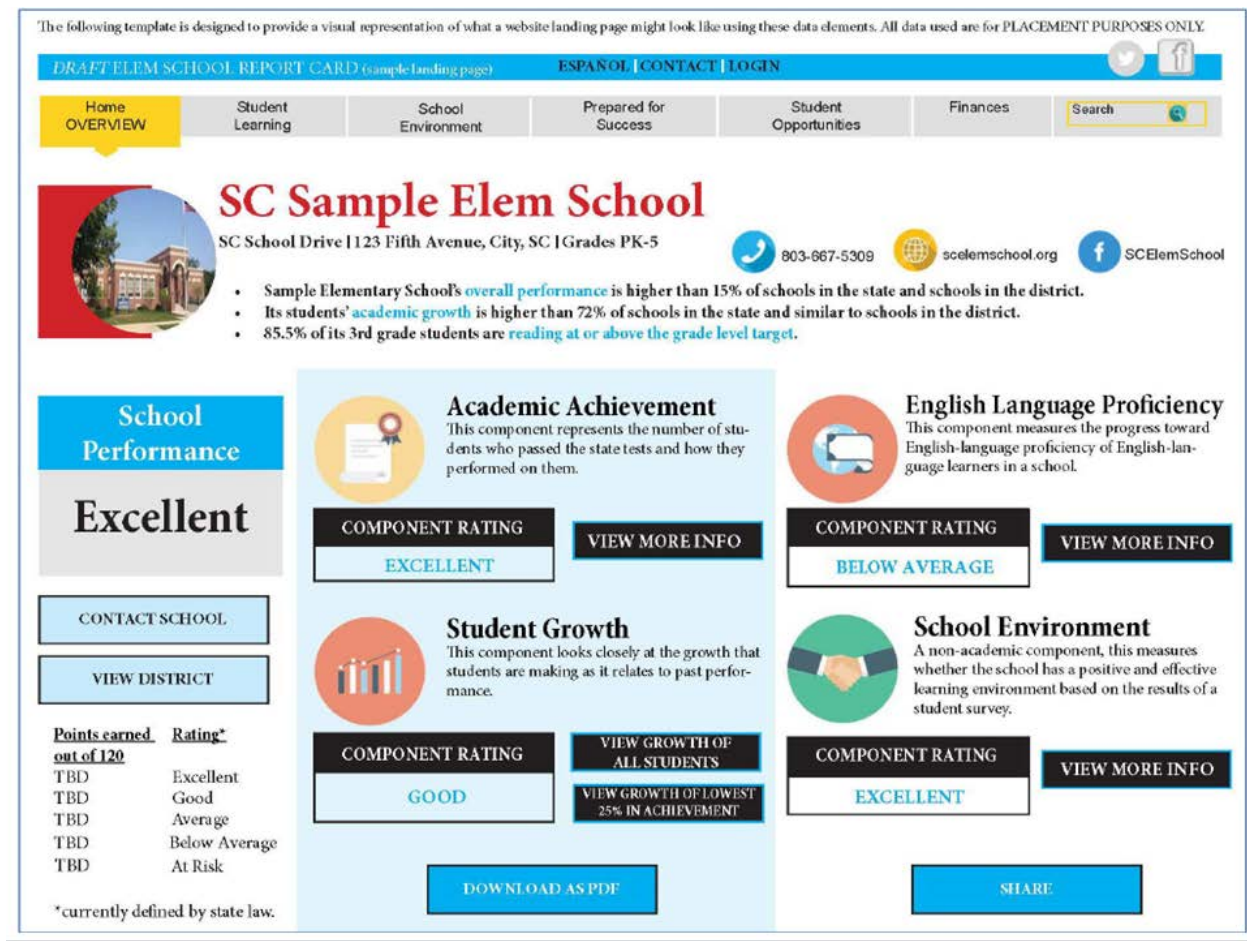 The following template is designed to provide a visual representation of what a website landing page might look like using these data elements. All data used are for PLACEMENT PURPOSES ONLY.
DRAFT ELEM SCHOOL REPORT CARD (sample landing page)
ESPAÑOL | CONTACT | LOGIN
Home
OVERVIEW
Student
Learning
School
Environment
Prepared for
Success
Student
Opportunities
Finances
Search
SC Sample Elem School
SC School Drive | 123 Fifth Avenue, City, SC | Grades PK-5
803-667-5309
scelemschool.org
SCElemSchool
• Sample Elementary School's overall performance is higher than 15% of schools in the state and schools in the district.
• Its students' academic growth is higher than 72% of schools in the state and similar to schools in the district.
• 85.5% of its 3rd grade students are reading at or above the grade level target.
School
Performance
Excellent
CONTACT SCHOOL
VIEW DISTRICT
Points earned Rating*
out of 120
TBD Excellent
TBD Good
TBD Average
TBD Below Average
TBD At Risk
*currently defined by state law.
Academic Achievement
This component represents the number of stu-
dents who passed the state tests and how they
performed on them.
COMPONENT RATING
EXCELLENT
VIEW MORE INFO
English Language Proficiency
This component measures the progress toward
English-language proficiency of English-lan-
guage learners in a school.
COMPONENT RATING
BELOW AVERAGE
VIEW MORE INFO
Student Growth
This component looks closely at the growth that
students are making as it relates to past perfor-
mance.
COMPONENT RATING
GOOD
VIEW GROWTH OF
ALL STUDENTS
VIEW GROWTH OF LOWEST
25% IN ACHIEVEMENT
School Environment
A non-academic component, this measures
whether the school has a positive and effective
learning environment based on the results of a
student survey.
COMPONENT RATING
EXCELLENT
VIEW MORE INFO
DOWNLOAD AS PDF
SHARE